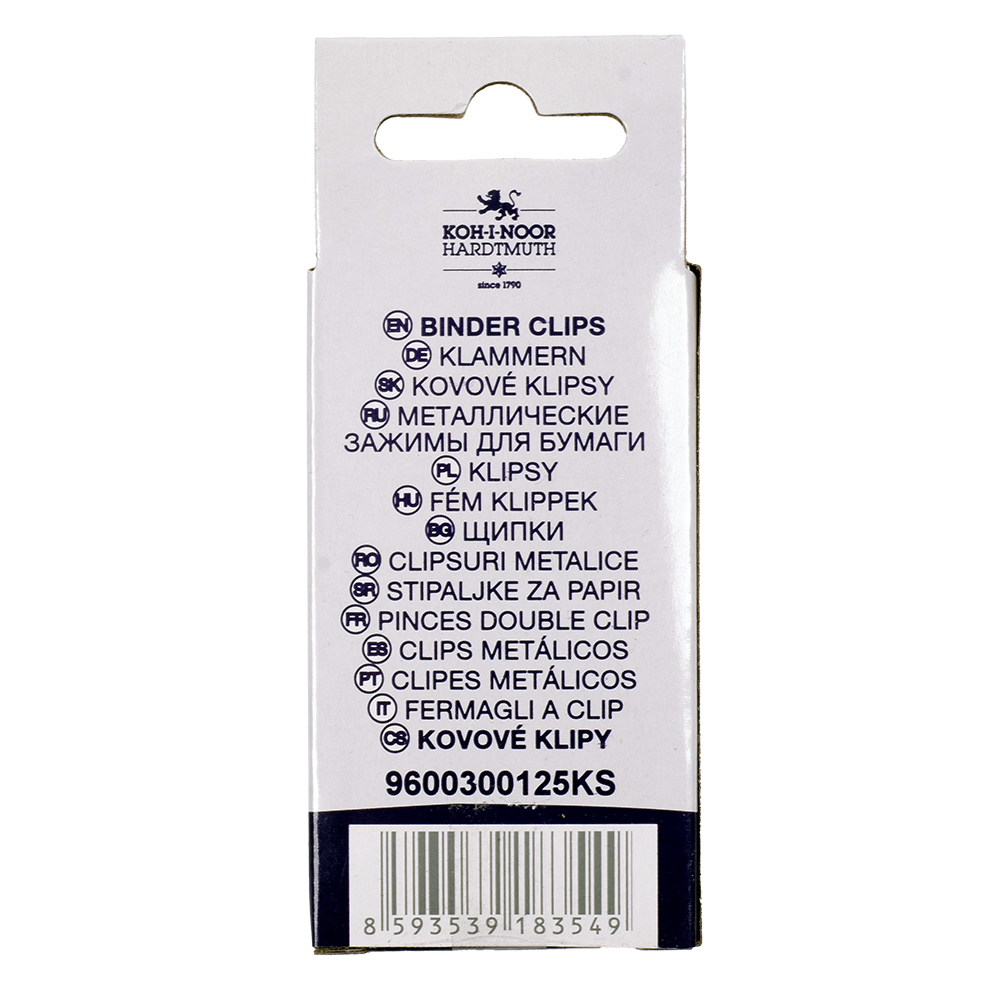 KOH-I-NOOR
HARDTMUTH
since 1790
EN BINDER CLIPS
DE KLAMMERN
SK KOVOVÉ KLIPSY
RU МЕТАЛЛИЧЕСКИЕ
ЗАЖИМЫ ДЛЯ БУМАГИ
PL KLIPSY
HU FÉM KLIPPEK
BG ЩИПКИ
RO CLIPSURI METALICE
SR STIPALJKE ZA PAPIR
FR PINCES DOUBLE CLIP
ES CLIPS METÁLICOS
PT CLIPES METÁLICOS
IT FERMAGLI A CLIP
CS KOVOVÉ KLIPY
9600300125KS
8 593539 183549